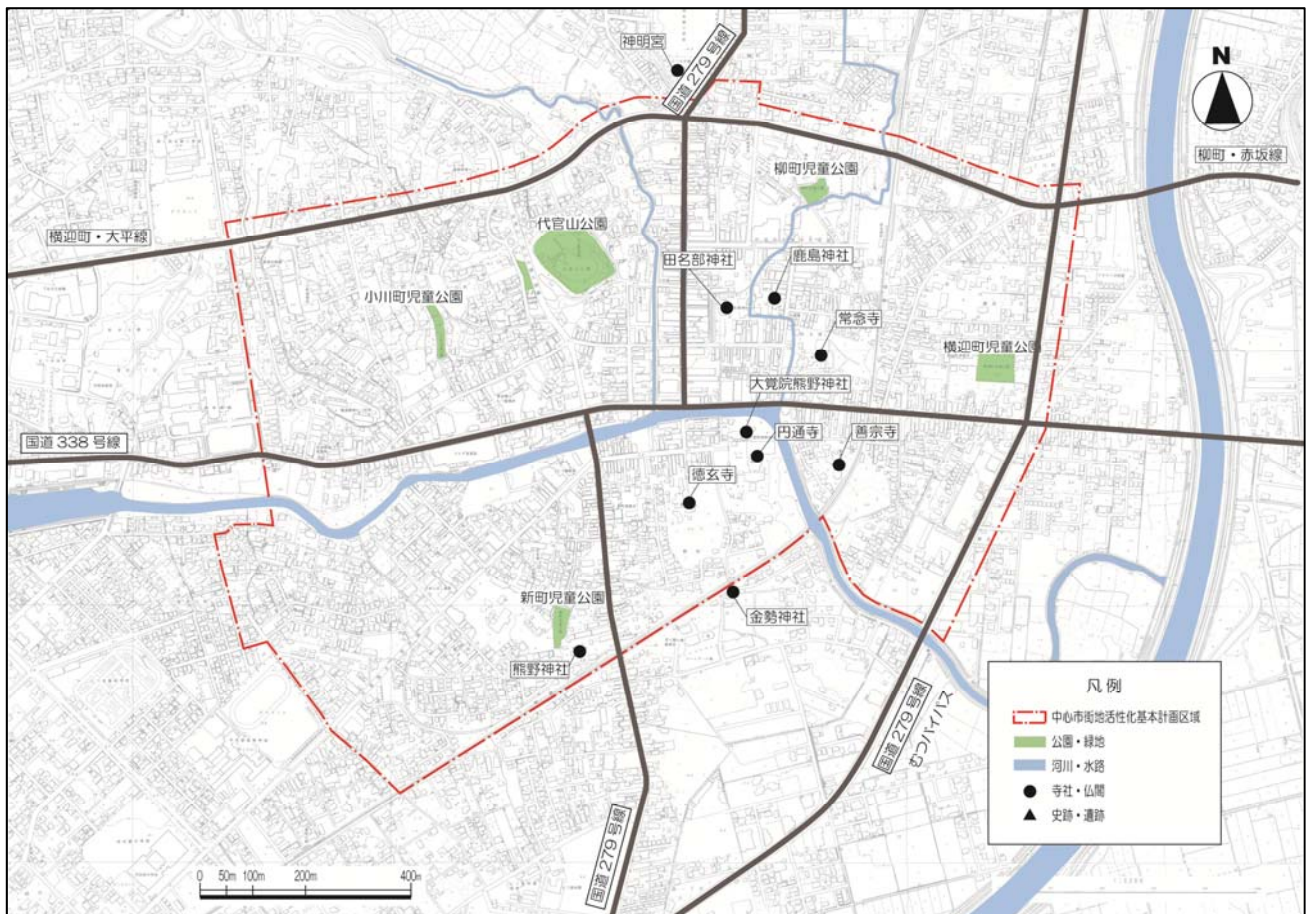 神明宮
国道279号線
N
柳町・赤坂線
柳町児童公園
代官山公園
横迎町・大平線
田名部神社
鹿島神社
小川町児童公園
常念寺
横迎町児童公園
大覚院熊野神社
国道338号線
円通寺
善宗寺
徳玄寺
新町児童公園
金勢神社
熊野神社
国道279号線
むつバイパス
国道279号線
凡例
中心市街地活性化基本計画区域
公園・緑地
河川・水路
寺社・仏閣
史跡・遺跡
0 50m 100m 200m 400m